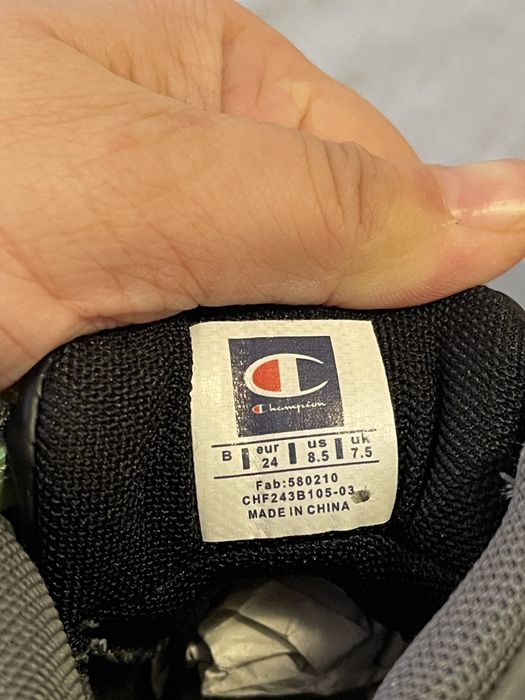 Champion
B eur us uk
24 8.5 7.5
Fab:580210
CHF243B105-03
MADE IN CHINA